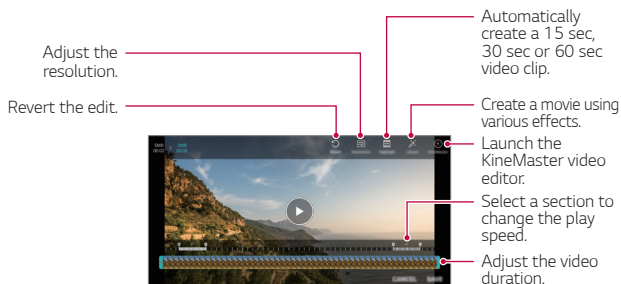 Automatically
create a 15 sec,
30 sec or 60 sec
video clip.
Adjust the
resolution.
Revert the edit.
Create a movie using
various effects.
Launch the
KineMaster video
editor.
Select a section to
change the play
speed.
Adjust the video
duration.
CANCEL SAVE